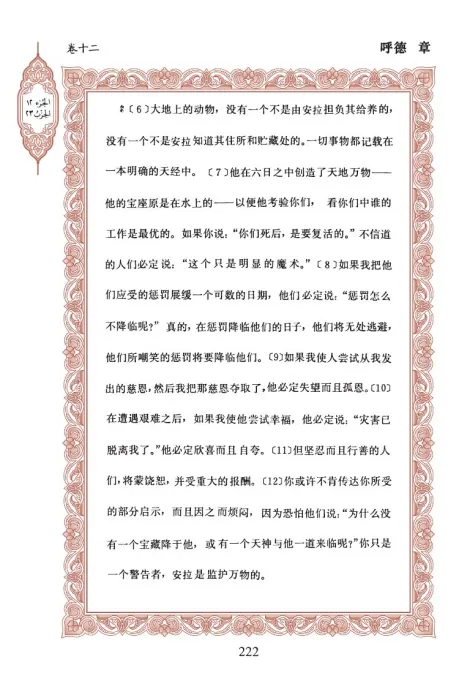 卷十二
呼德 章
الجزء ١٢
الحزب ٢٣
(6)大地上的动物，没有一个不是由安拉担负其给养的，
没有一个不是安拉知道其住所和贮藏处的。一切事物都记载在
一本明确的天经中。(7)他在六日之中创造了天地万物——
他的宝座原是在水上的——以便他考验你们，看你们中谁的
工作是最优的。如果你说：“你们死后，是要复活的。”不信道
的人们必定说：“这个只是明显的魔术。”(8)如果我把他
们应受的惩罚展缓一个可数的日期，他们必定说：“惩罚怎么
不降临呢?”真的，在惩罚降临他们的日子，他们将无处逃避，
他们所嘲笑的惩罚将要降临他们。(9)如果我使人尝试从我发
出的慈恩，然后我把那慈恩夺取了，他必定失望而且孤恩。(10)
在遭遇艰难之后，如果我使他尝试幸福，他必定说：“灾害已
脱离我了。”他必定欣喜而且自夸。(11)但坚忍而且行善的人
们，将蒙饶恕，并受重大的报酬。(12)你或许不肯传达你所受
的部分启示，而且因之而烦闷，因为恐怕他们说：“为什么没
有一个宝藏降于他，或有一个天神与他一道来临呢?”你只是
一个警告者，安拉是监护万物的。
222